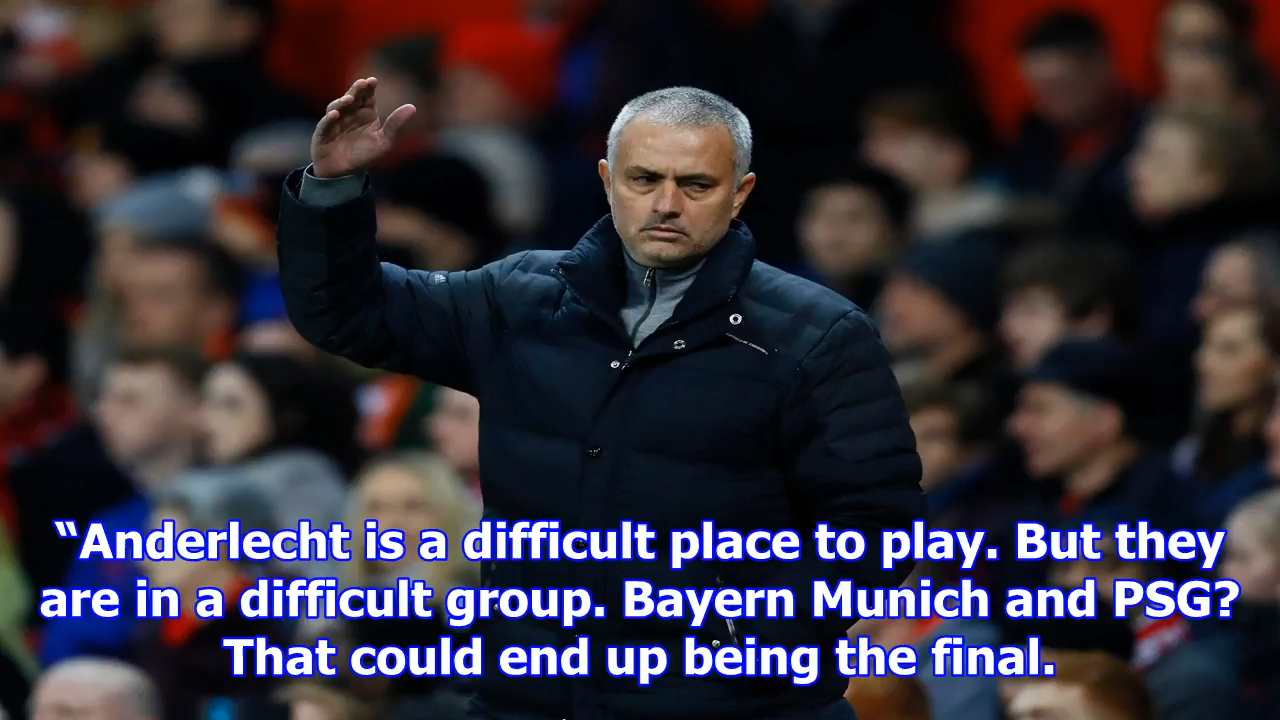 “Anderlecht is a difficult place to play. But they
are in a difficult group. Bayern Munich and PSG?
That could end up being the final.